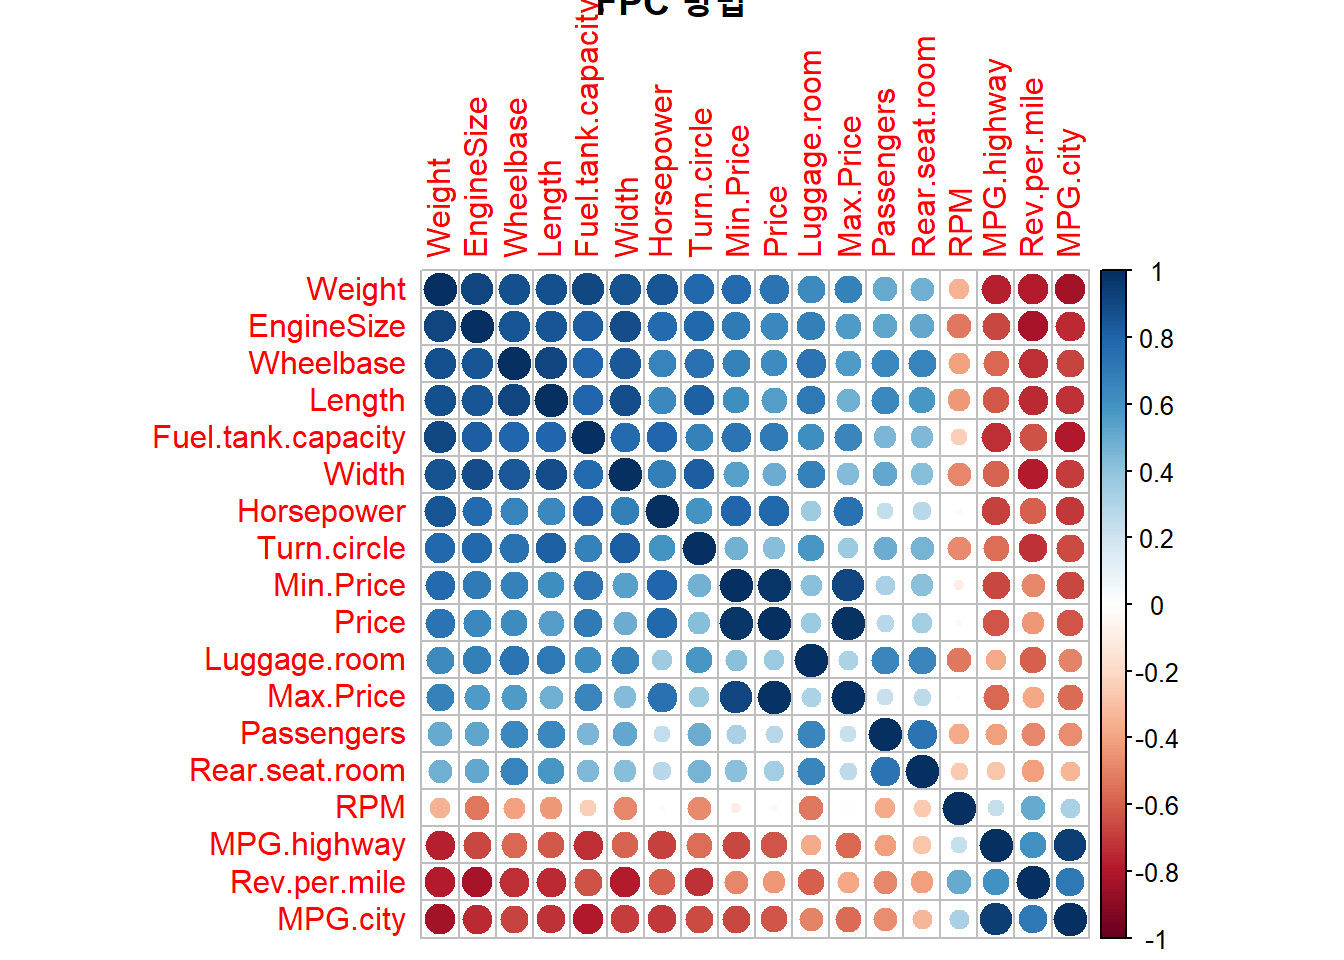 FPC 방법
Weight
EngineSize
Wheelbase
Length
Fuel.tank.capacity
Width
Horsepower
Turn.circle
Min.Price
Price
Luggage.room
Max.Price
Passengers
Rear.seat.room
RPM
MPG.highway
Rev.per.mile
MPG.city
Weight
EngineSize
Wheelbase
Length
Fuel.tank.capacity
Width
Horsepower
Turn.circle
Min.Price
Price
Luggage.room
Max.Price
Passengers
Rear.seat.room
RPM
MPG.highway
Rev.per.mile
MPG.city
1
0.8
0.6
0.4
0.2
0
-0.2
-0.4
-0.6
-0.8
-1